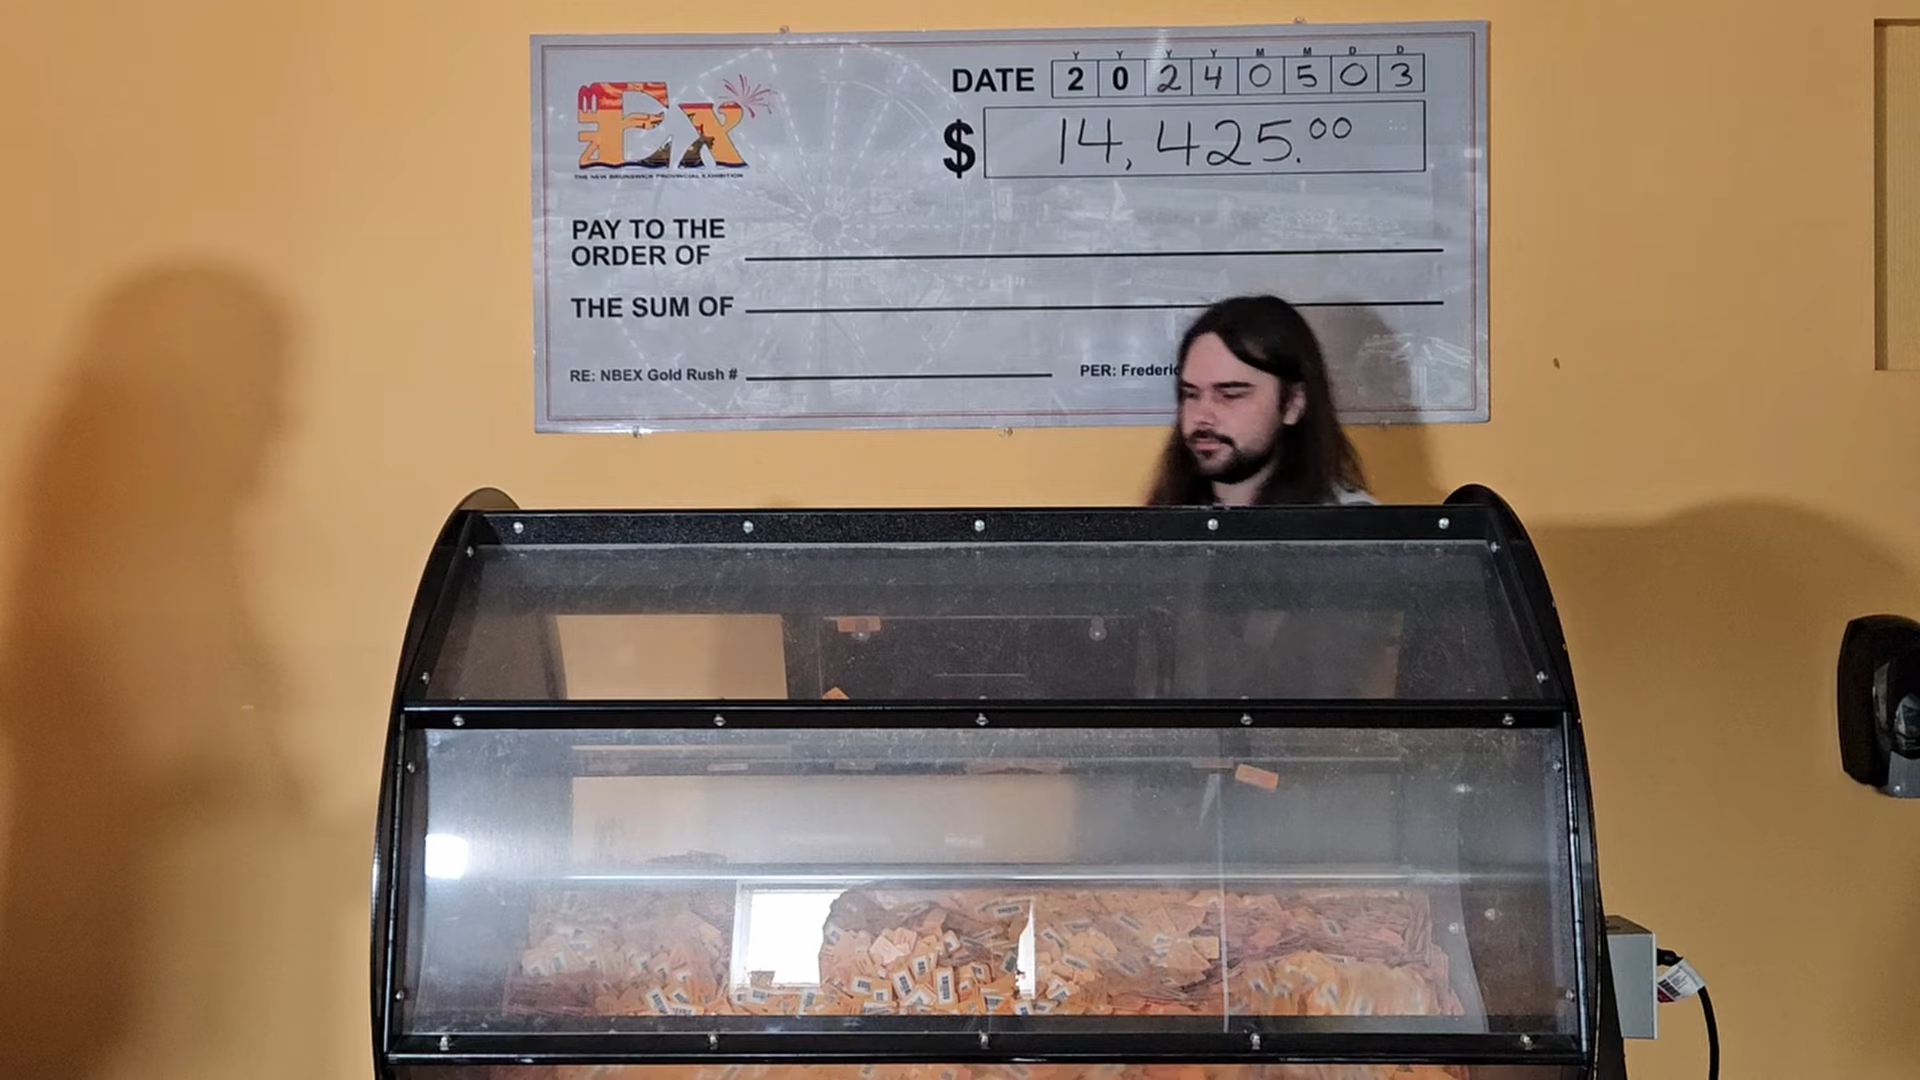 Y Y Y Y M M D D
DATE 2 0 2 4 0 5 0 3
NB Ex
THE NEW BRUNSWICK PROVINCIAL EXHIBITION
$ 14,425.00
PAY TO THE
ORDER OF
THE SUM OF
RE: NBEX Gold Rush #
PER: Frederic